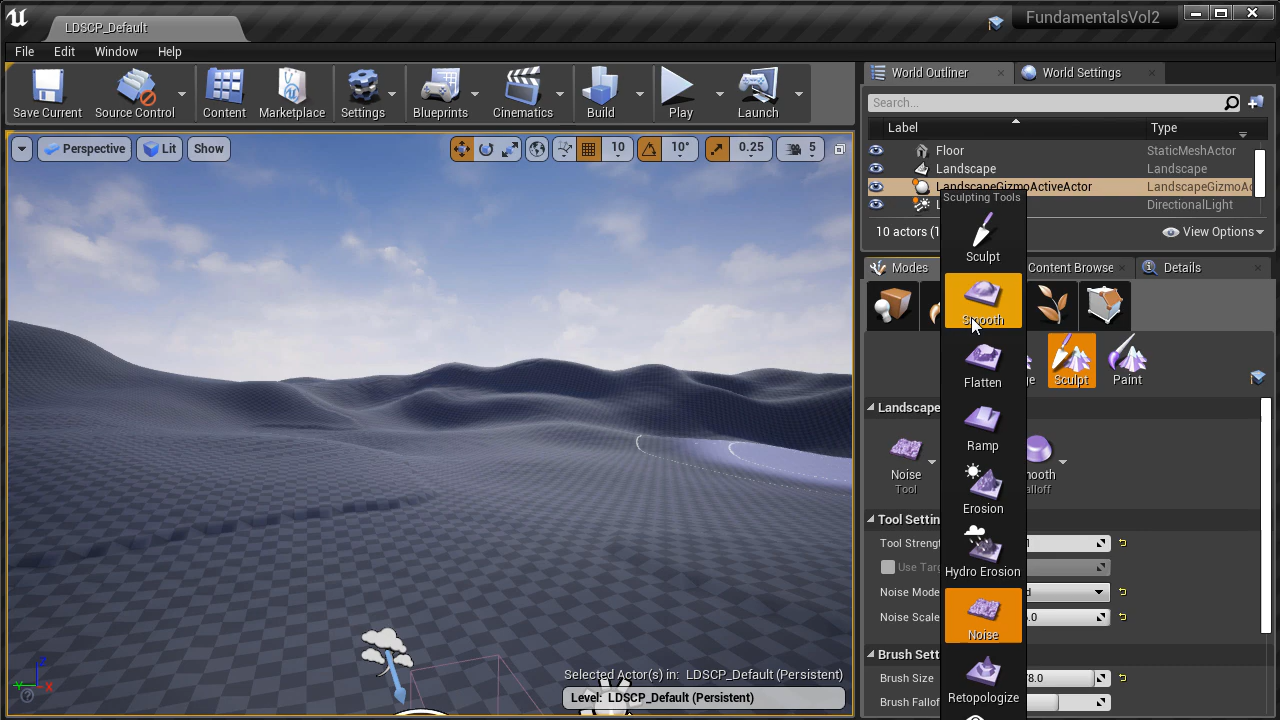 LDSCP_Default
FundamentalsVol2
File Edit Window Help
Save Current Source Control Content Marketplace Settings Blueprints Cinematics Build Play Launch
Perspective Lit Show 10 10° 0.25 5
World Outliner World Settings
Search...
Label Type
Floor StaticMeshActor
Landscape Landscape
LandscapeGizmoActiveActor LandscapeGizmoAc
DirectionalLight
10 actors (1 View Options
Sculpting Tools
Sculpt
Smooth
Flatten
Ramp
Erosion
Hydro Erosion
Noise
Retopologize
Modes Content Browse Details
Sculpt Paint
Landscape
Noise
Tool
Tool Settin
Tool Strengt
Use Targ
Noise Mode
Noise Scale
Brush Sett
Brush Size 8.0
Brush Fallof
Selected Actor(s) in: LDSCP_Default (Persistent)
Level: LDSCP_Default (Persistent)
Z
Y
X